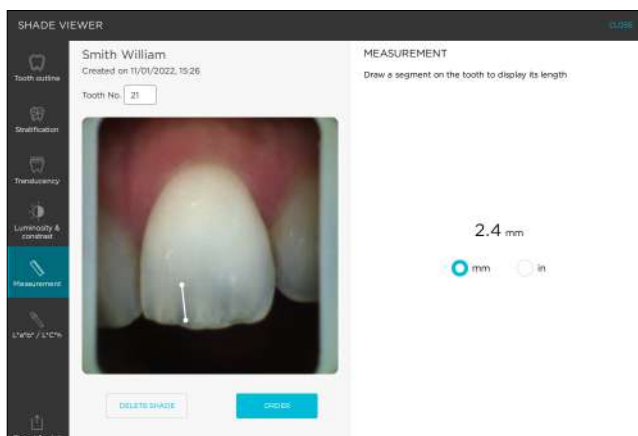 SHADE VIEWER
CLOSE
Tooth outline
Stratification
Translucency
Luminosity &
constrast
Measurement
L*a*b* / L*C*h
Smith William
Created on 11/01/2022, 15:26
Tooth No. 21
DELETE SHADE
ORDER
MEASUREMENT
Draw a segment on the tooth to display its length
2.4 mm
mm
in